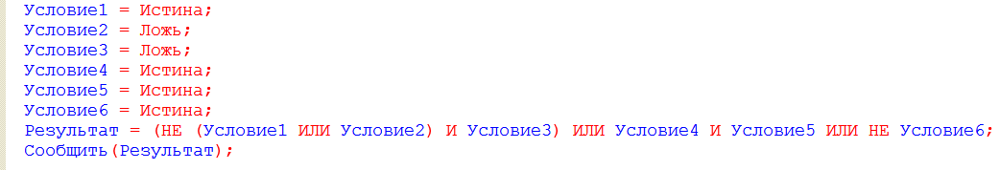 Условие1 = Истина;
Условие2 = Ложь;
Условие3 = Ложь;
Условие4 = Истина;
Условие5 = Истина;
Условие6 = Истина;
Результат = (НЕ (Условие1 ИЛИ Условие2) И Условие3) ИЛИ Условие4 И Условие5 ИЛИ НЕ Условие6;
Сообщить(Результат);